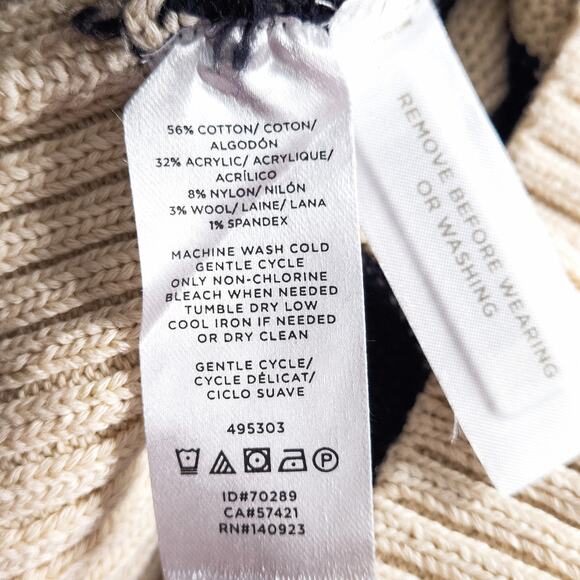 56% COTTON/ COTON/
ALGODÓN
32% ACRYLIC/ ACRYLIQUE/
ACRÍLICO
8% NYLON/ NILÓN
3% WOOL/ LAINE/ LANA
1% SPANDEX
MACHINE WASH COLD
GENTLE CYCLE
ONLY NON-CHLORINE
BLEACH WHEN NEEDED
TUMBLE DRY LOW
COOL IRON IF NEEDED
OR DRY CLEAN
GENTLE CYCLE/
CYCLE DÉLICAT/
CICLO SUAVE
495303
P
ID#70289
CA#57421
RN#140923
REMOVE BEFORE WEARING
OR WASHING